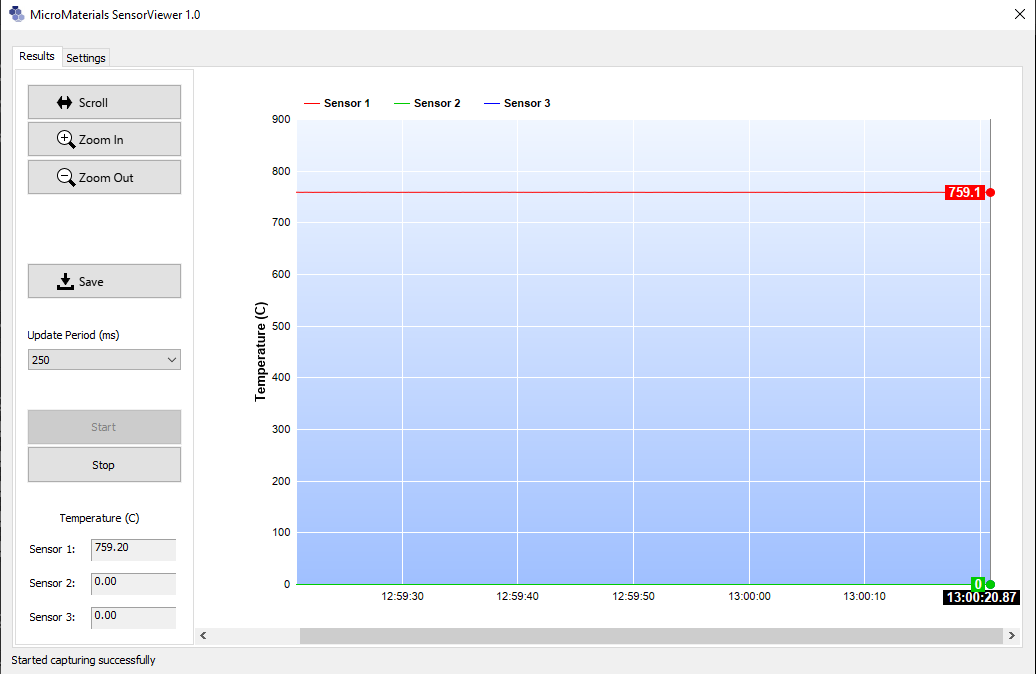 MicroMaterials SensorViewer 1.0
Results Settings
Scroll
Zoom In
Zoom Out
Save
Update Period (ms)
250
Start
Stop
Temperature (C)
Sensor 1: 759.20
Sensor 2: 0.00
Sensor 3: 0.00
Sensor 1 Sensor 2 Sensor 3
Temperature (C)
900
800
759.1
700
600
500
400
300
200
100
0
0
12:59:30 12:59:40 12:59:50 13:00:00 13:00:10 13:00:20.87
Started capturing successfully